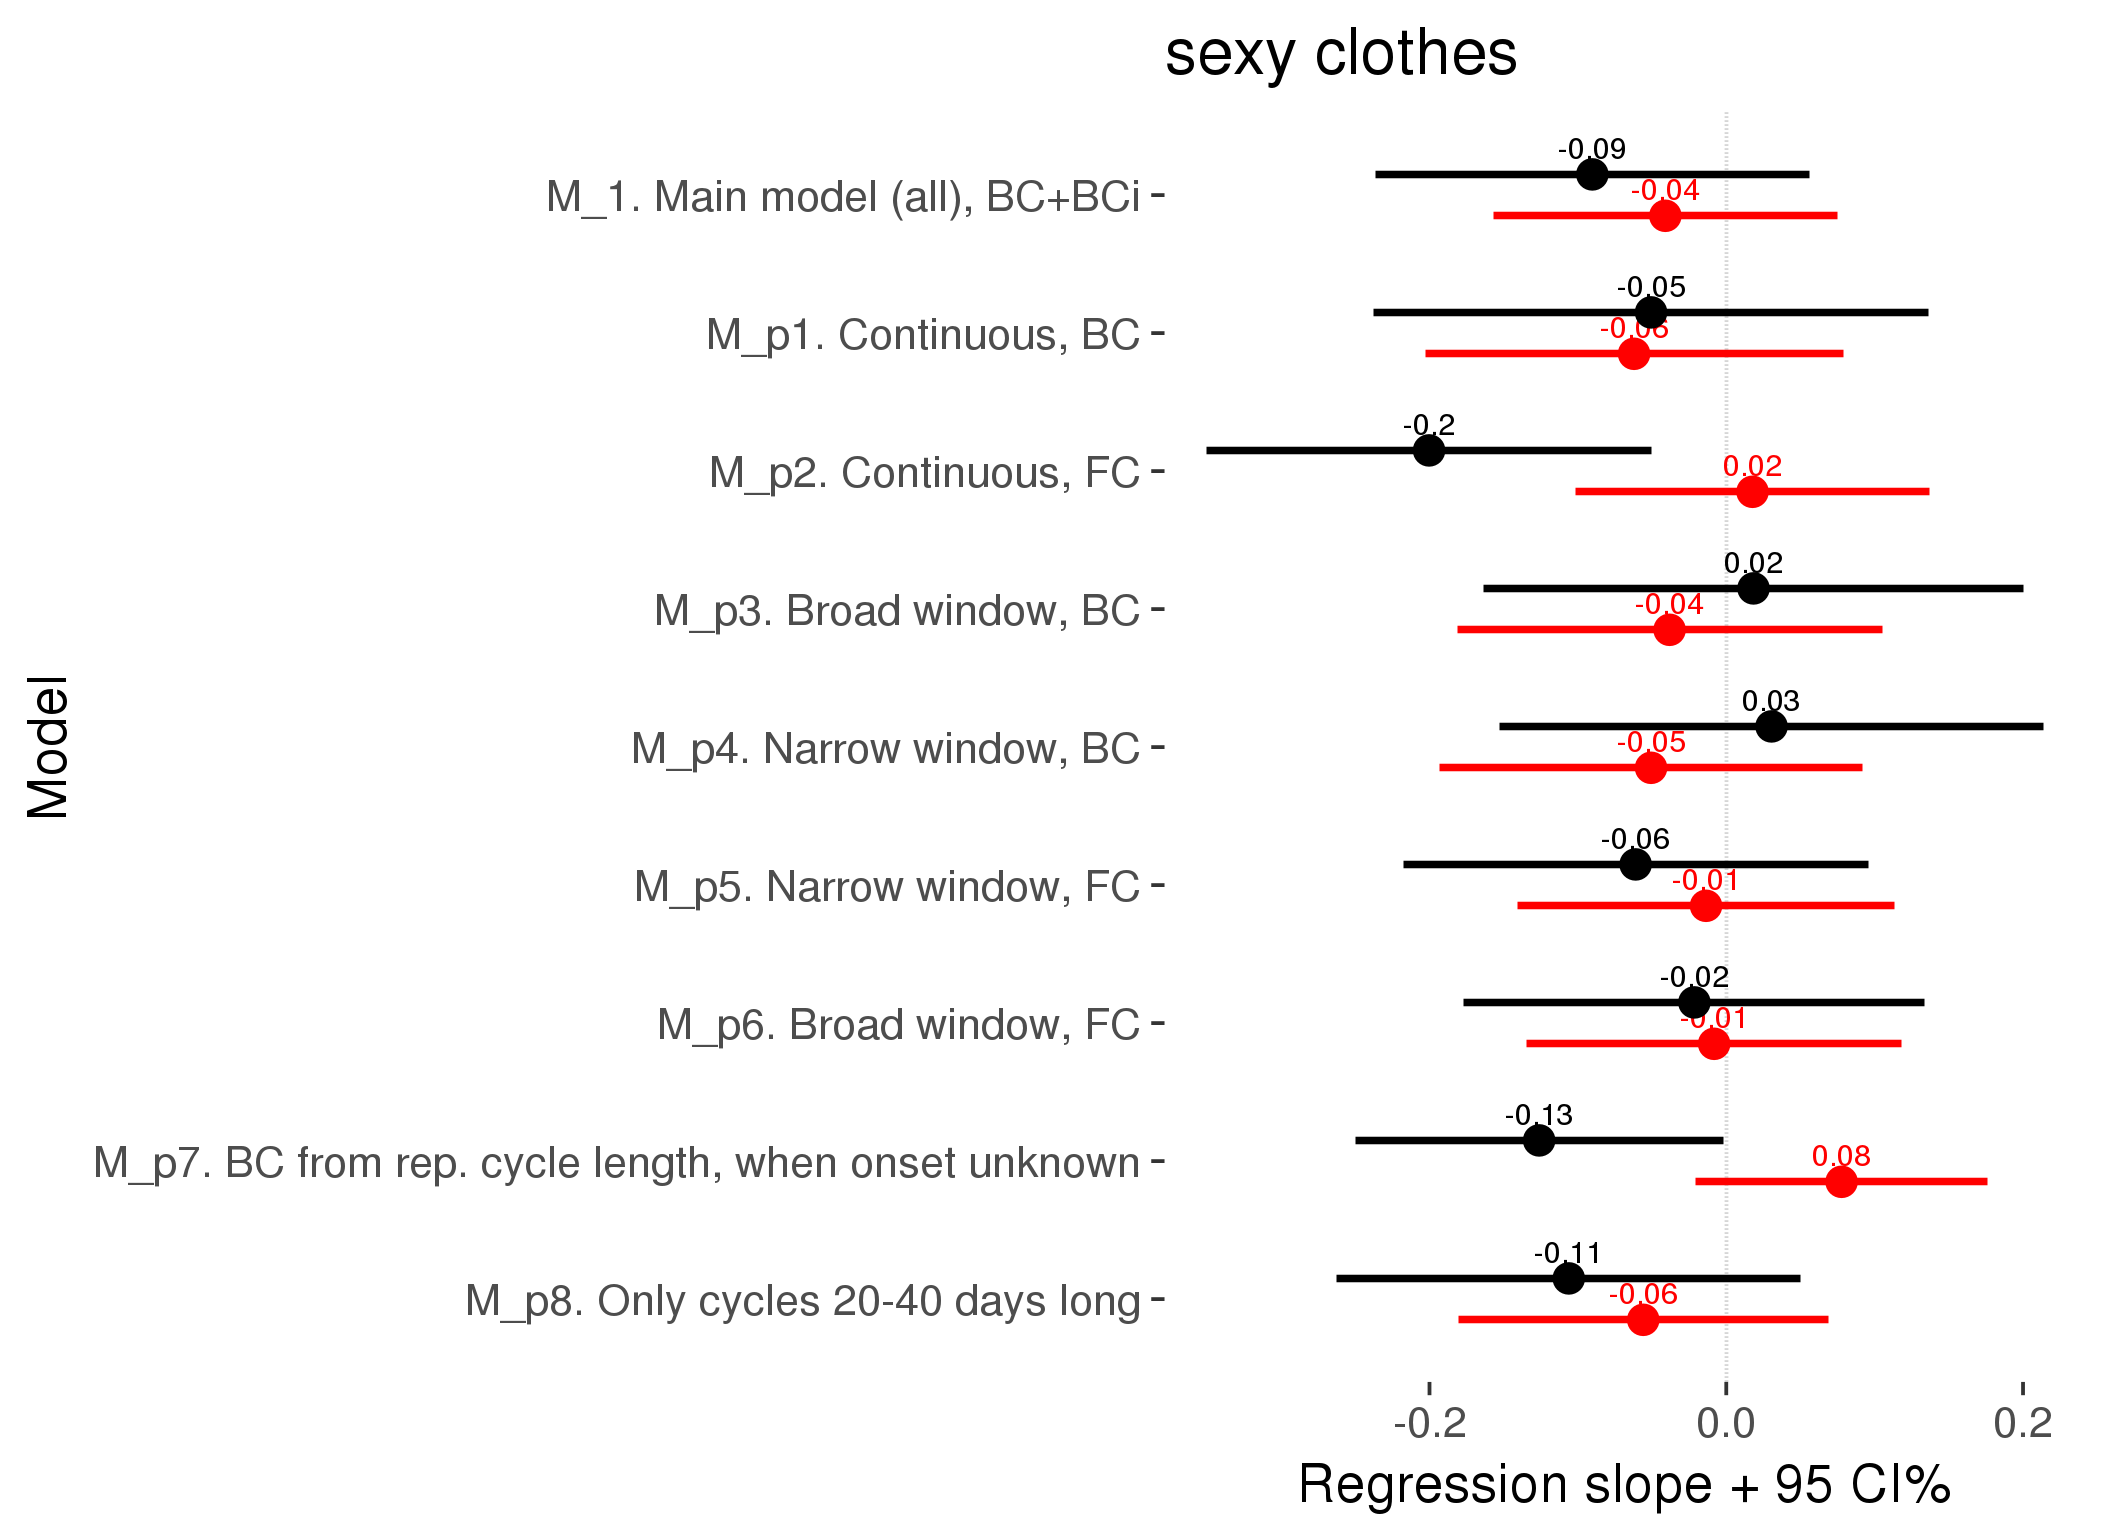 sexy clothes
-0.09
M_1. Main model (all), BC+BCi
-0.04
-0.05
M_p1. Continuous, BC
-0.06
-0.2
M_p2. Continuous, FC
0.02
0.02
M_p3. Broad window, BC
-0.04
0.03
M_p4. Narrow window, BC
-0.05
-0.06
M_p5. Narrow window, FC
-0.01
-0.02
M_p6. Broad window, FC
-0.01
-0.13
M_p7. BC from rep. cycle length, when onset unknown
0.08
-0.11
M_p8. Only cycles 20-40 days long
-0.06
Model
-0.2 0.0 0.2
Regression slope + 95 CI%